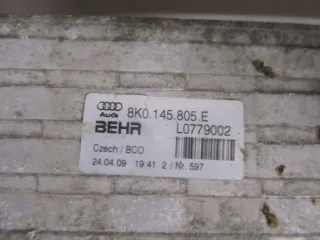 Audi 8K0.145.805.E
BEHR L0779002
Czech / BCO
24.04.09 19:41 2 / Nr. 597